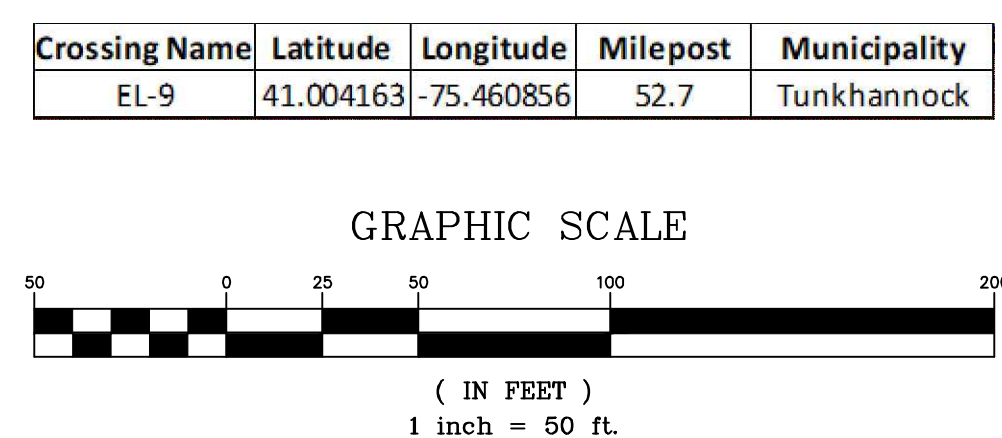 Crossing Name Latitude Longitude Milepost Municipality
EL-9 41.004163 -75.460856 52.7 Tunkhannock
GRAPHIC SCALE
50 0 25 50 100 200
( IN FEET )
1 inch = 50 ft.